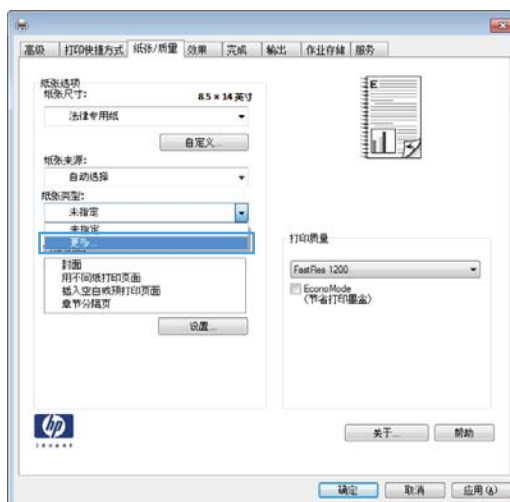 高级 打印快捷方式 纸张/质量 效果 完成 输出 作业存储 服务
纸张选项
纸张尺寸: 8.5 × 14 英寸
法律专用纸
自定义...
纸张来源:
自动选择
纸张类型:
未指定
未指定
更多...
封面
用不同纸打印页面
插入空白或预打印页面
章节分隔页
设置...
E
1
打印质量
FastRes 1200
EconoMode
(节省打印墨盒)
hp
invent
关于... 帮助
确定 取消 应用(A)